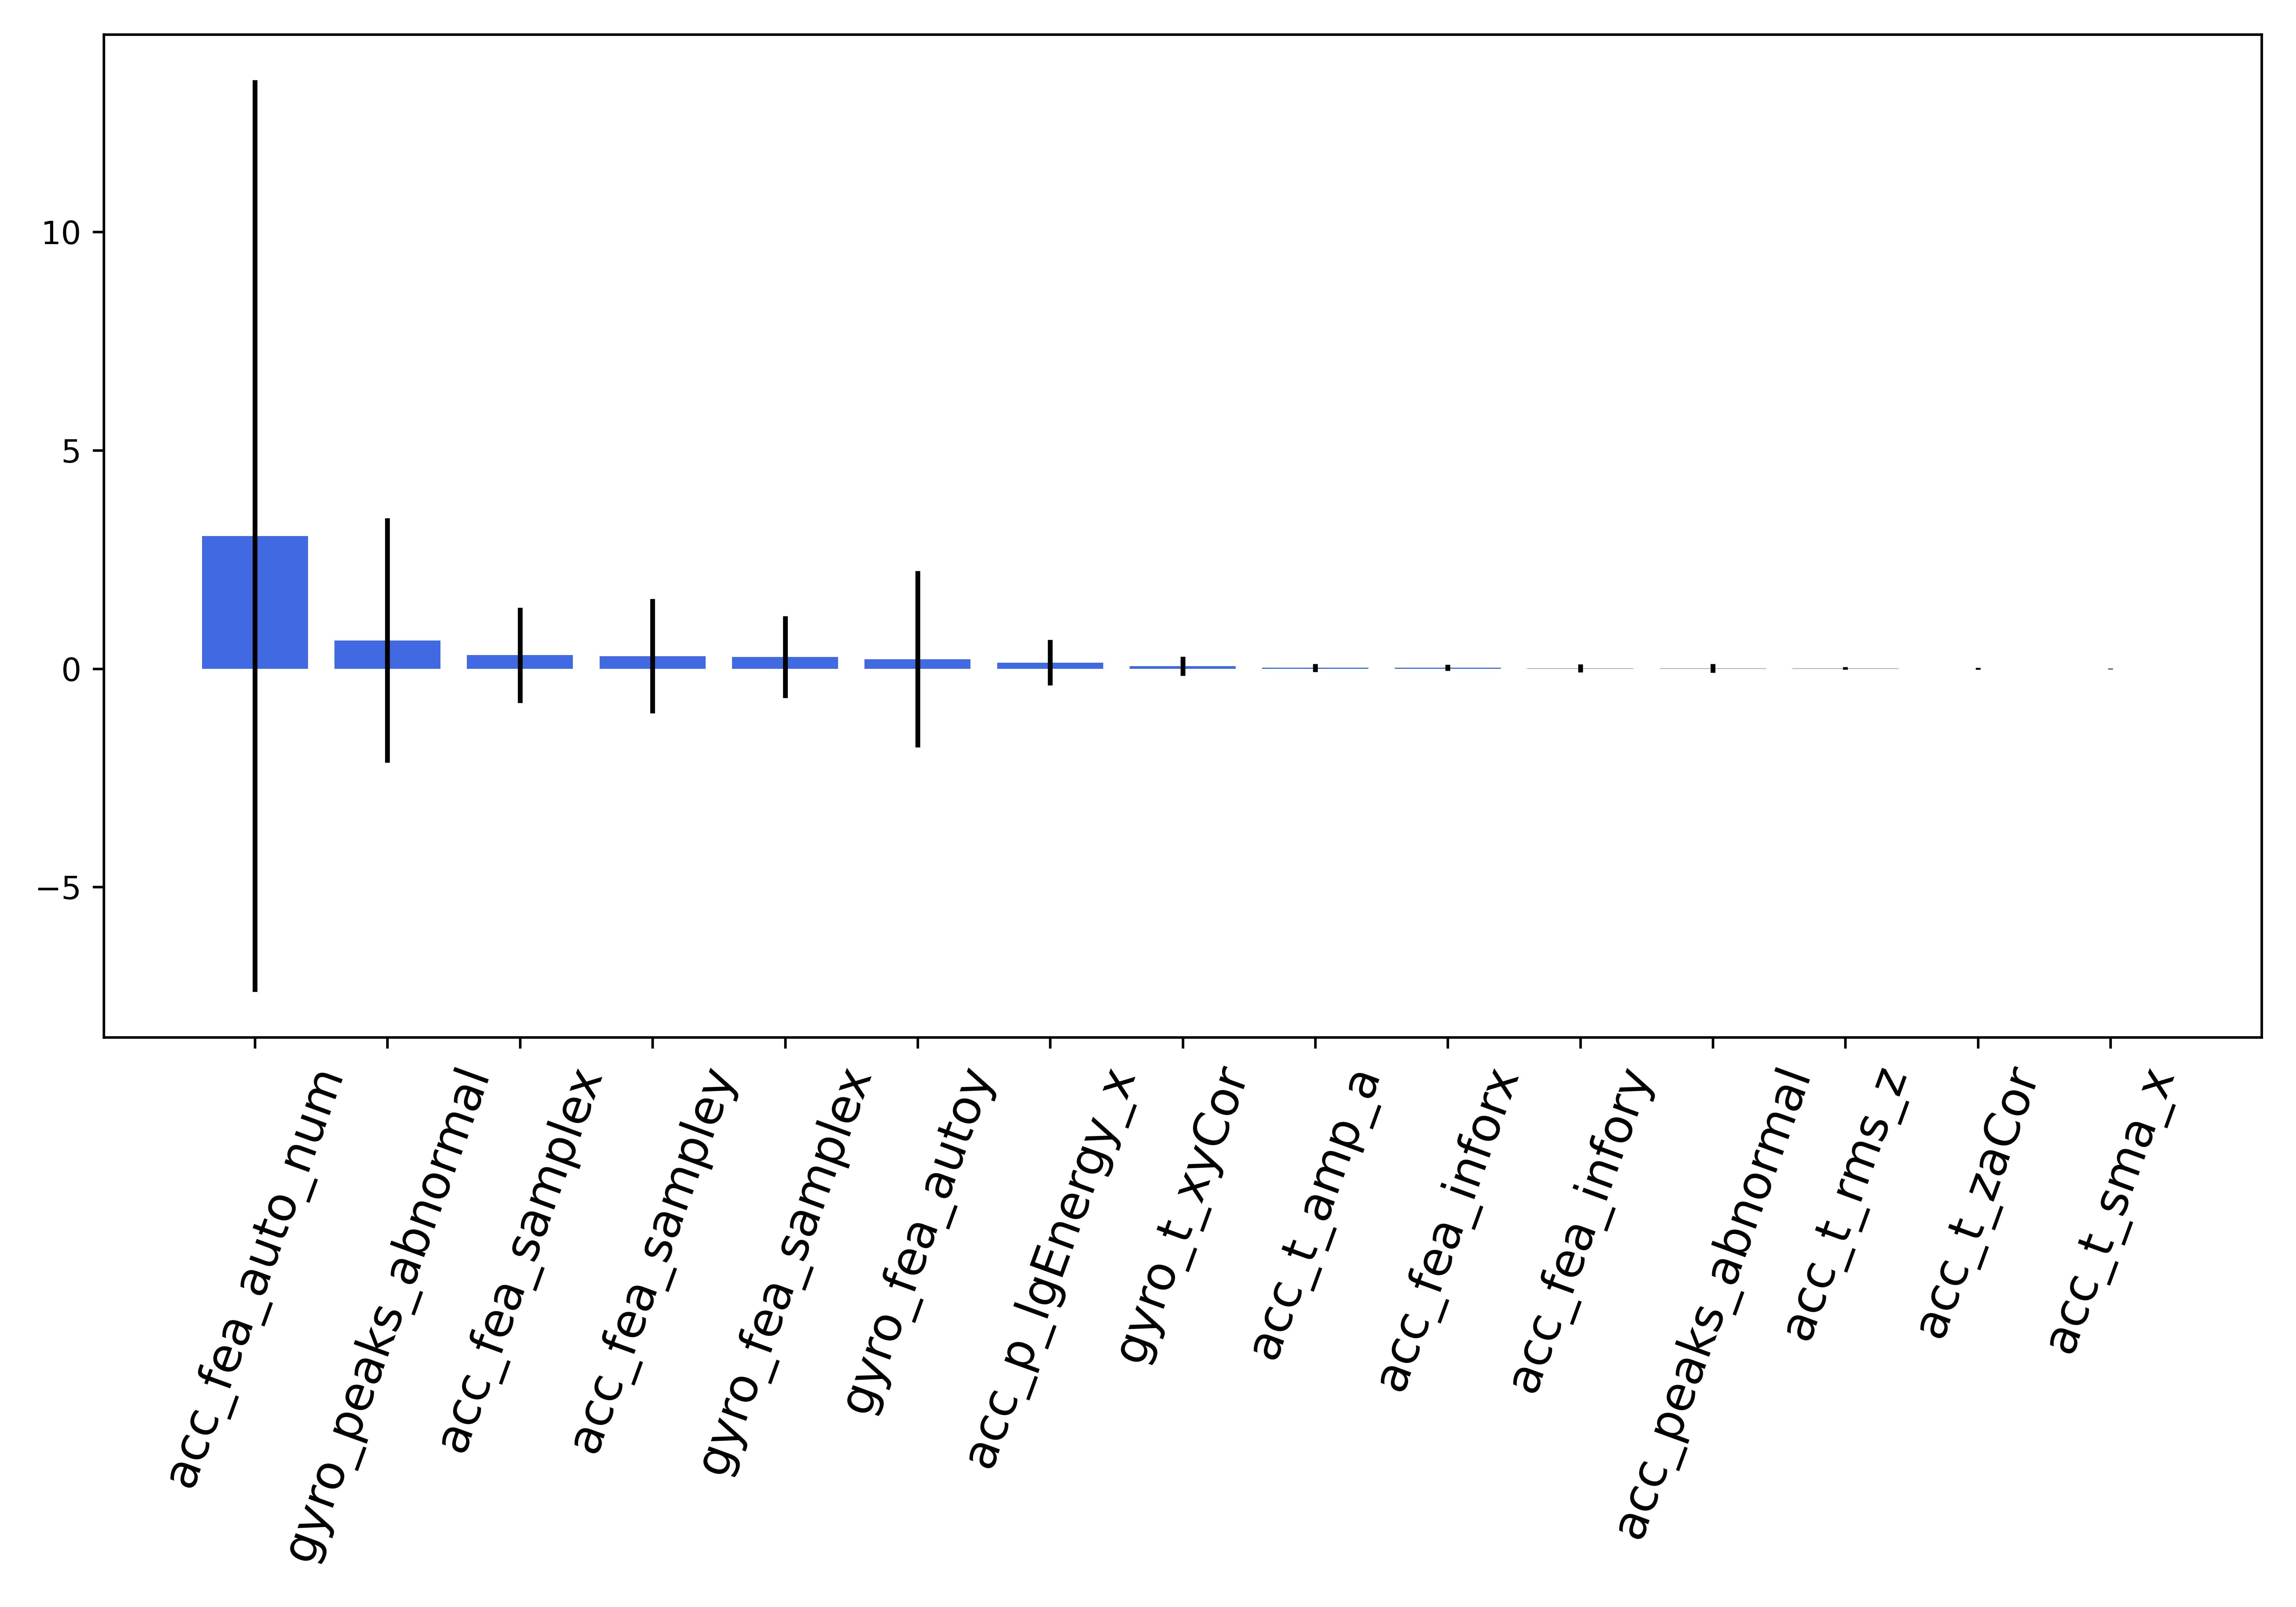 10
5
0
−5
acc_fea_auto_num
gyro_peaks_abnormal
acc_fea_samplex
acc_fea_sampley
gyro_fea_samplex
gyro_fea_autoy
acc_p_lgEnergy_x
gyro_t_xyCor
acc_t_amp_a
acc_fea_inforx
acc_fea_infory
acc_peaks_abnormal
acc_t_rms_z
acc_t_zaCor
acc_t_sma_x